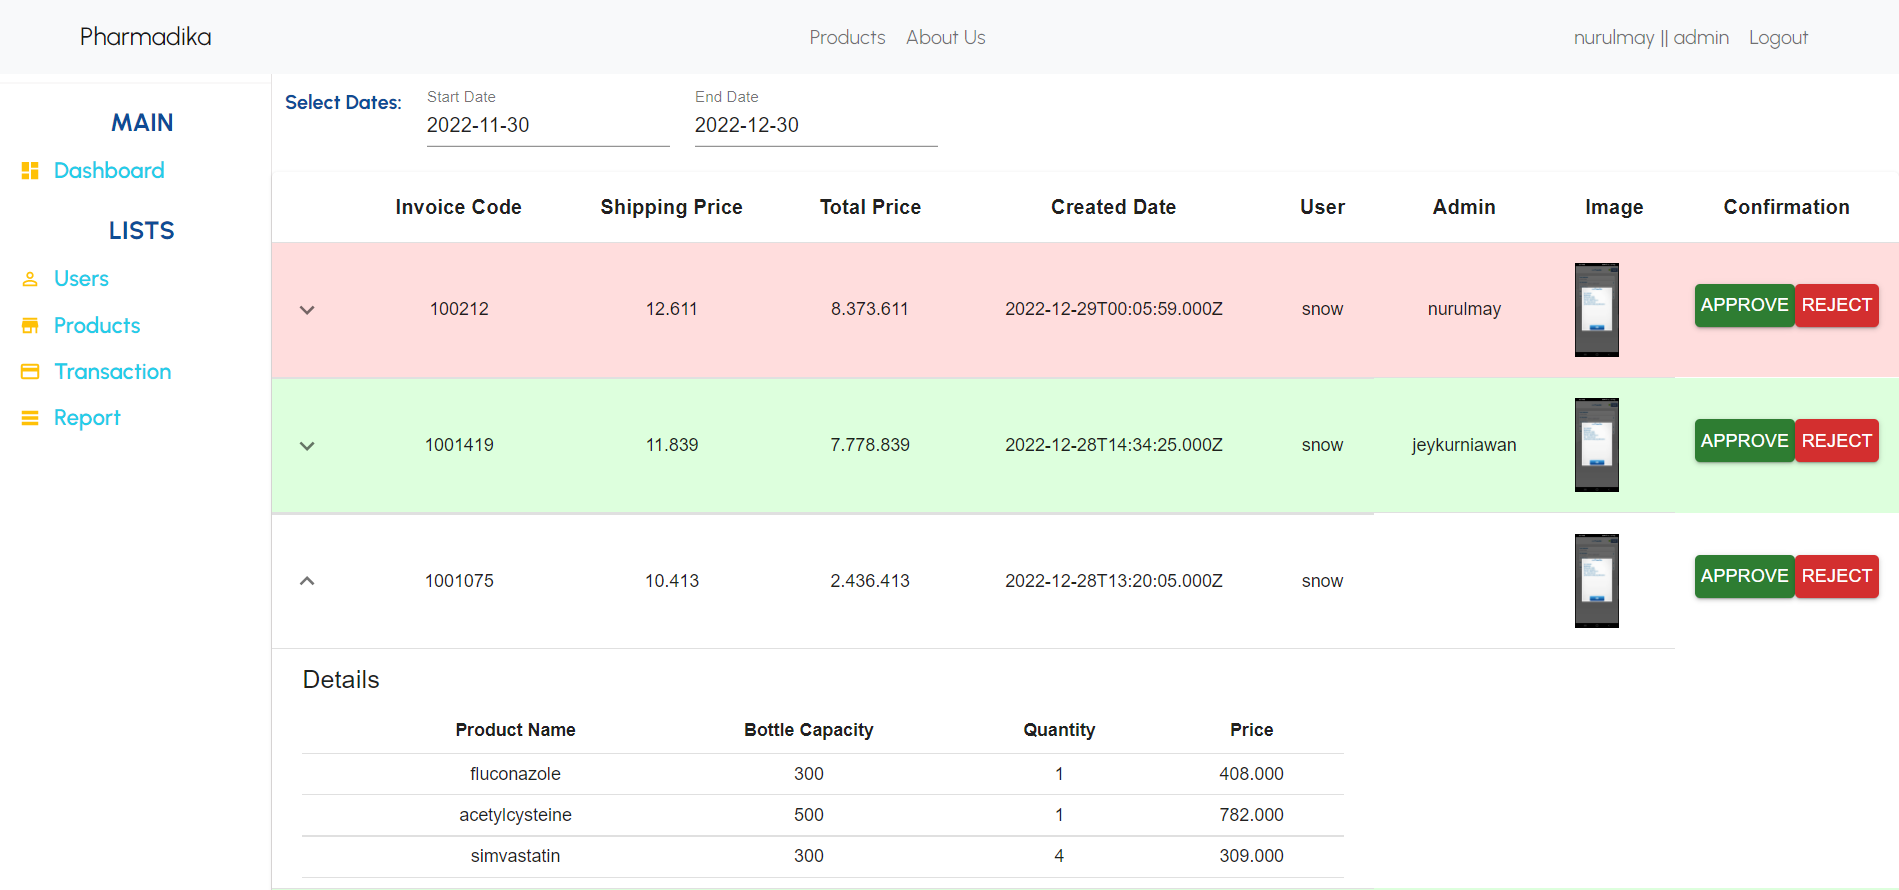 Pharmadika Products About Us nurulmay || admin Logout
MAIN
Dashboard
LISTS
Users
Products
Transaction
Report
Select Dates: Start Date End Date
2022-11-30 2022-12-30
Invoice Code Shipping Price Total Price Created Date User Admin Image Confirmation
100212 12.611 8.373.611 2022-12-29T00:05:59.000Z snow nurulmay APPROVE REJECT
1001419 11.839 7.778.839 2022-12-28T14:34:25.000Z snow jeykurniawan APPROVE REJECT
1001075 10.413 2.436.413 2022-12-28T13:20:05.000Z snow APPROVE REJECT
Details
Product Name Bottle Capacity Quantity Price
fluconazole 300 1 408.000
acetylcysteine 500 1 782.000
simvastatin 300 4 309.000